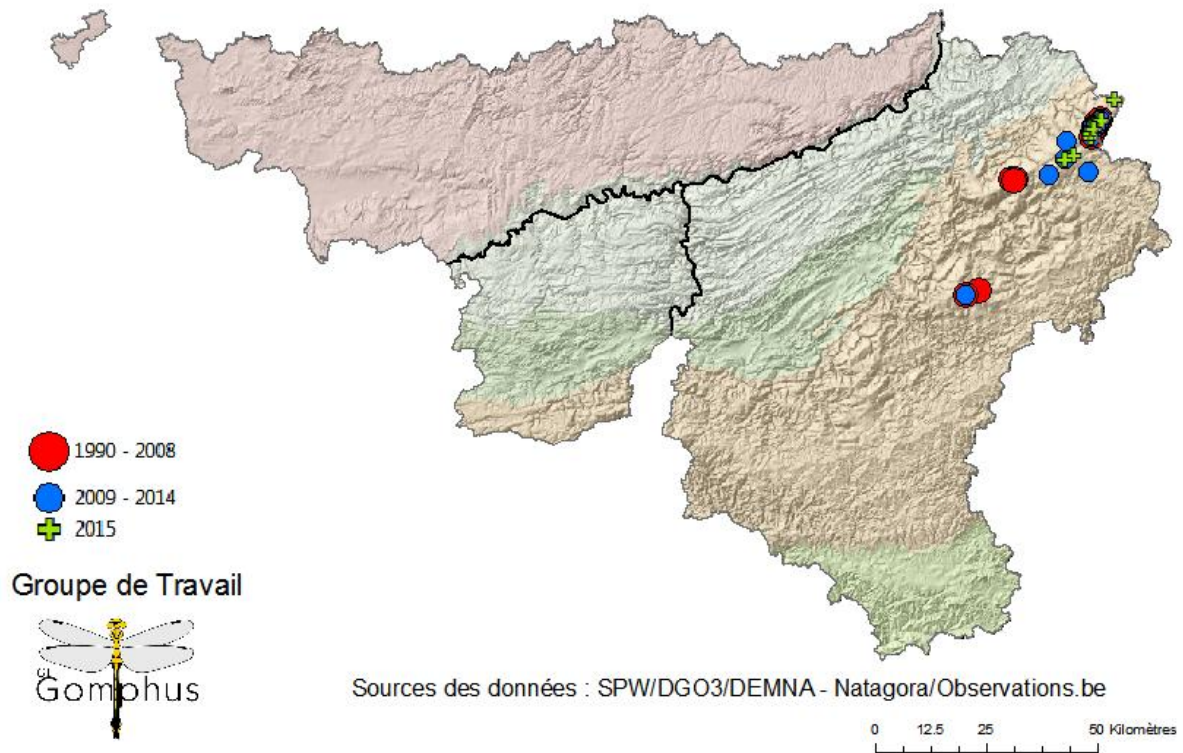 1990 - 2008
2009 - 2014
2015
Groupe de Travail
GT
Gomphus
Sources des données : SPW/DGO3/DEMNA - Natagora/Observations.be
0 12.5 25 50 Kilomètres